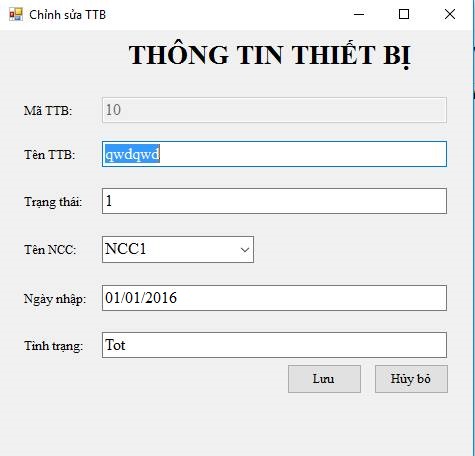 Chỉnh sửa TTB
THÔNG TIN THIẾT BỊ
Mã TTB: 10
Tên TTB: qwdqwd
Trạng thái: 1
Tên NCC: NCC1
Ngày nhập: 01/01/2016
Tình trạng: Tot
Lưu Hủy bỏ